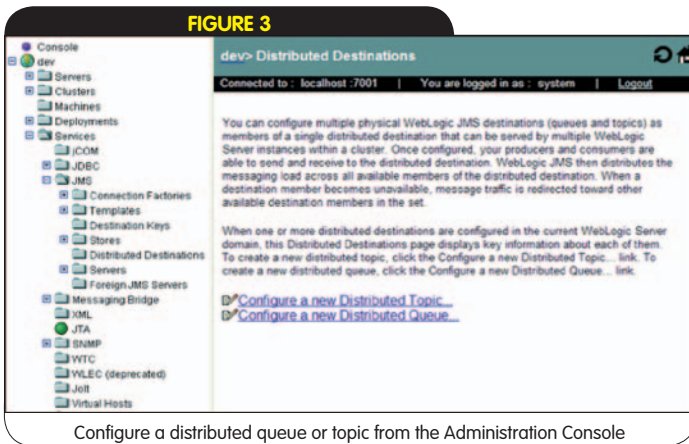 FIGURE 3
Console
dev
Servers
Clusters
Machines
Deployments
Services
jCOM
JDBC
JMS
Connection Factories
Templates
Destination Keys
Stores
Distributed Destinations
Servers
Foreign JMS Servers
Messaging Bridge
XML
JTA
SNMP
WTC
WLEC (deprecated)
Jolt
Virtual Hosts
dev> Distributed Destinations
Connected to : localhost :7001 | You are logged in as : system | Logout
You can configure multiple physical WebLogic JMS destinations (queues and topics) as
members of a single distributed destination that can be served by multiple WebLogic
Server instances within a cluster. Once configured, your producers and consumers are
able to send and receive to the distributed destination. WebLogic JMS then distributes the
messaging load across all available members of the distributed destination. When a
destination member becomes unavailable, message traffic is redirected toward other
available destination members in the set.
When one or more distributed destinations are configured in the current WebLogic Server
domain, this Distributed Destinations page displays key information about each of them.
To create a new distributed topic, click the Configure a new Distributed Topic... link. To
create a new distributed queue, click the Configure a new Distributed Queue... link.
Configure a new Distributed Topic...
Configure a new Distributed Queue...
Configure a distributed queue or topic from the Administration Console